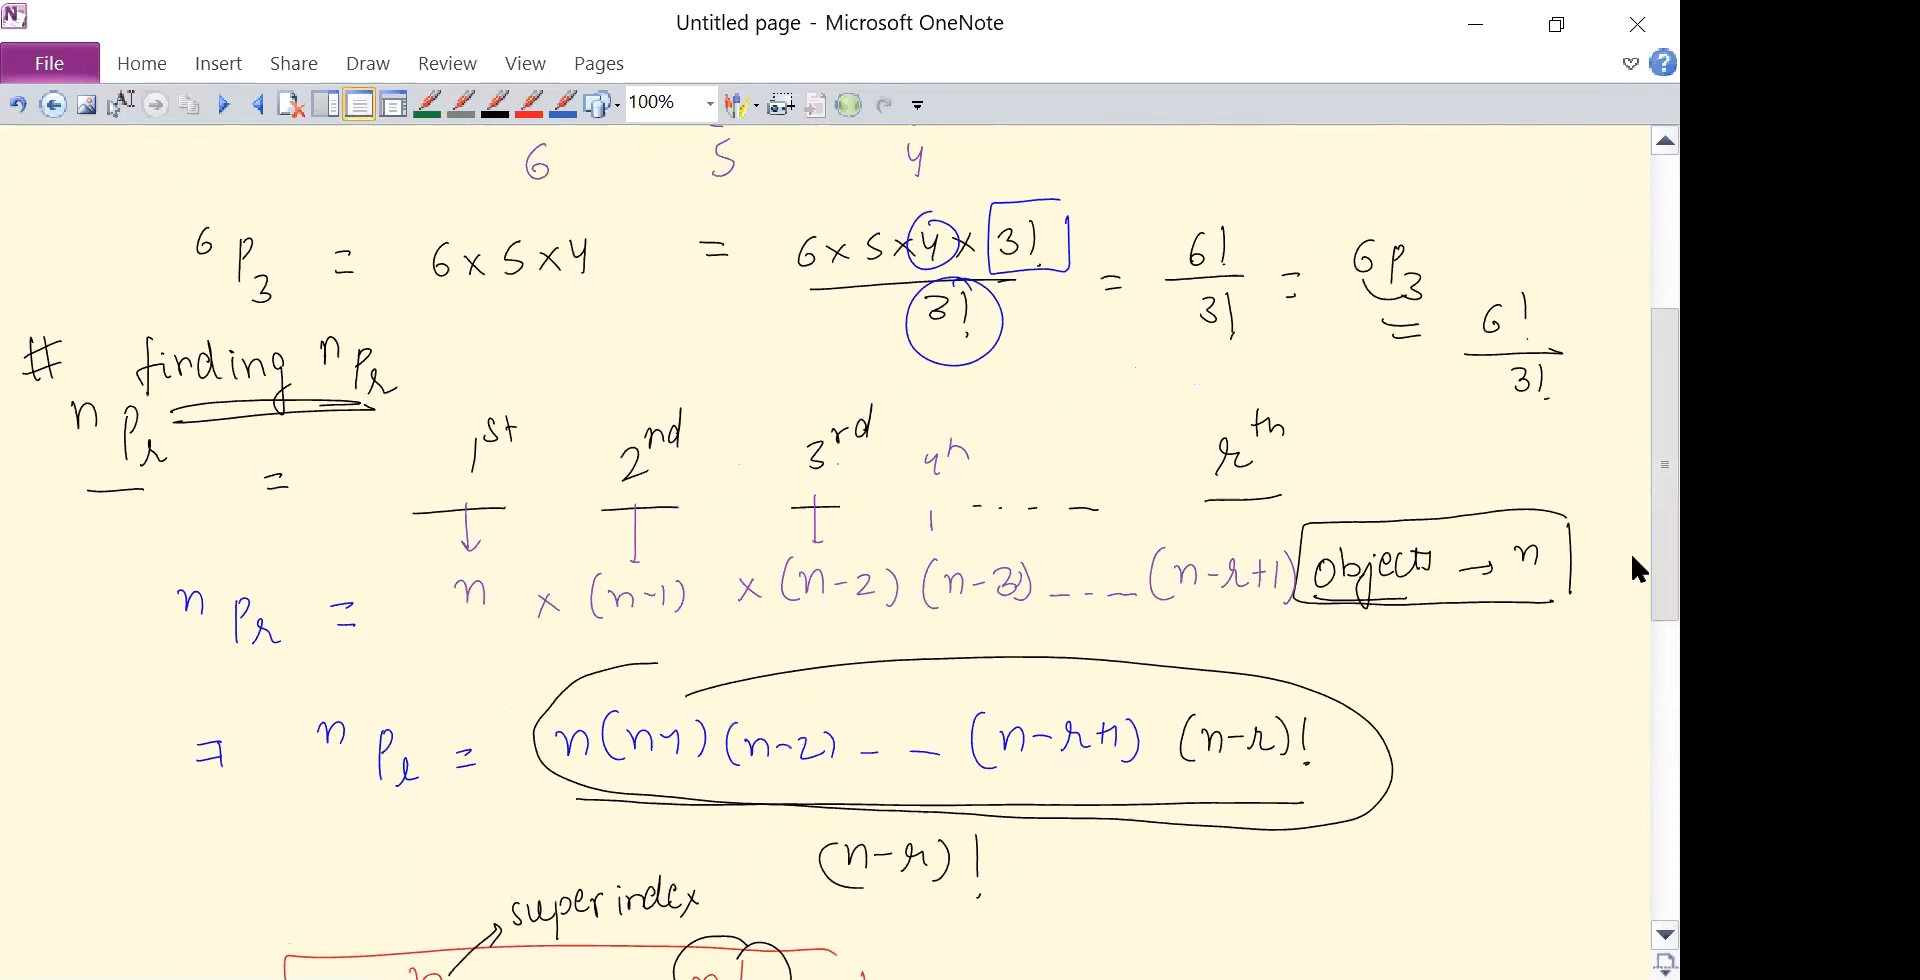 Untitled page - Microsoft OneNote
File Home Insert Share Draw Review View Pages
100%
6 5 4
⁶P₃ = 6 × 5 × 4 = 6 × 5 × 4 × 3! / 3! = 6! / 3! = ⁶P₃ = 6! / 3!
# finding ⁿPᵣ
ⁿPᵣ = 1st 2nd 3rd 4th ---- rth
objects → n
ⁿPᵣ = n × (n-1) × (n-2) (n-3) ---- (n-r+1)
⇒ ⁿPᵣ = n(n-1)(n-2) -- (n-r+1) (n-r)! / (n-r)!
super index